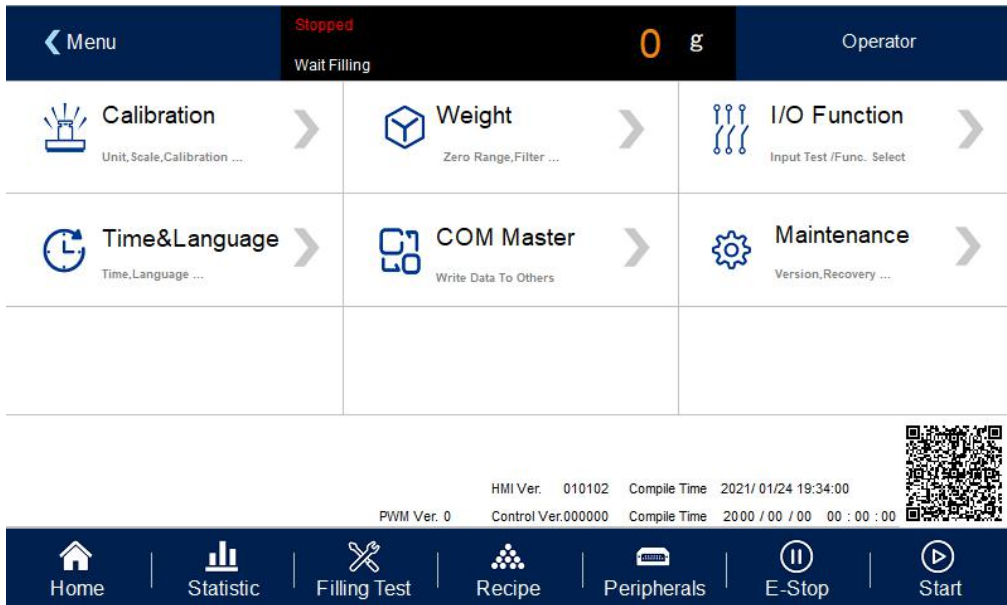 Menu
Stopped
Wait Filling
0 g
Operator
Calibration
Unit,Scale,Calibration ...
Weight
Zero Range,Filter ...
I/O Function
Input Test /Func. Select
Time&Language
Time,Language ...
COM Master
Write Data To Others
Maintenance
Version,Recovery ...
HMI Ver. 010102 Compile Time 2021/ 01/24 19:34:00
PWM Ver. 0 Control Ver.000000 Compile Time 2000 / 00 / 00 00 : 00 : 00
Home
Statistic
Filling Test
Recipe
Peripherals
E-Stop
Start